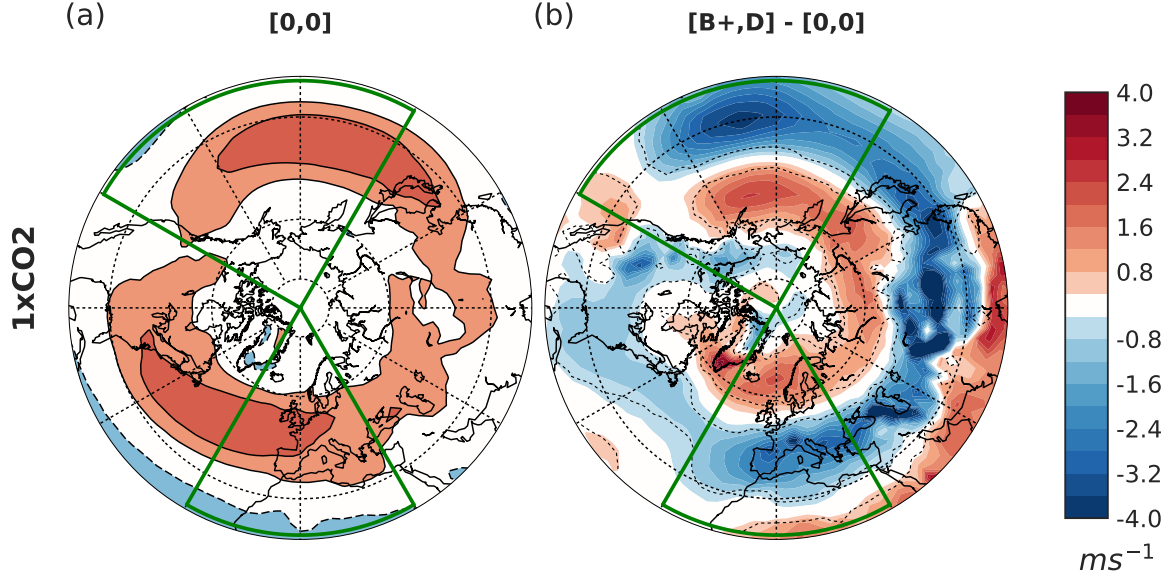 (a)
[0,0]
(b)
[B+,D] - [0,0]
1xCO2
4.0
3.2
2.4
1.6
0.8
-0.8
-1.6
-2.4
-3.2
-4.0
ms⁻¹